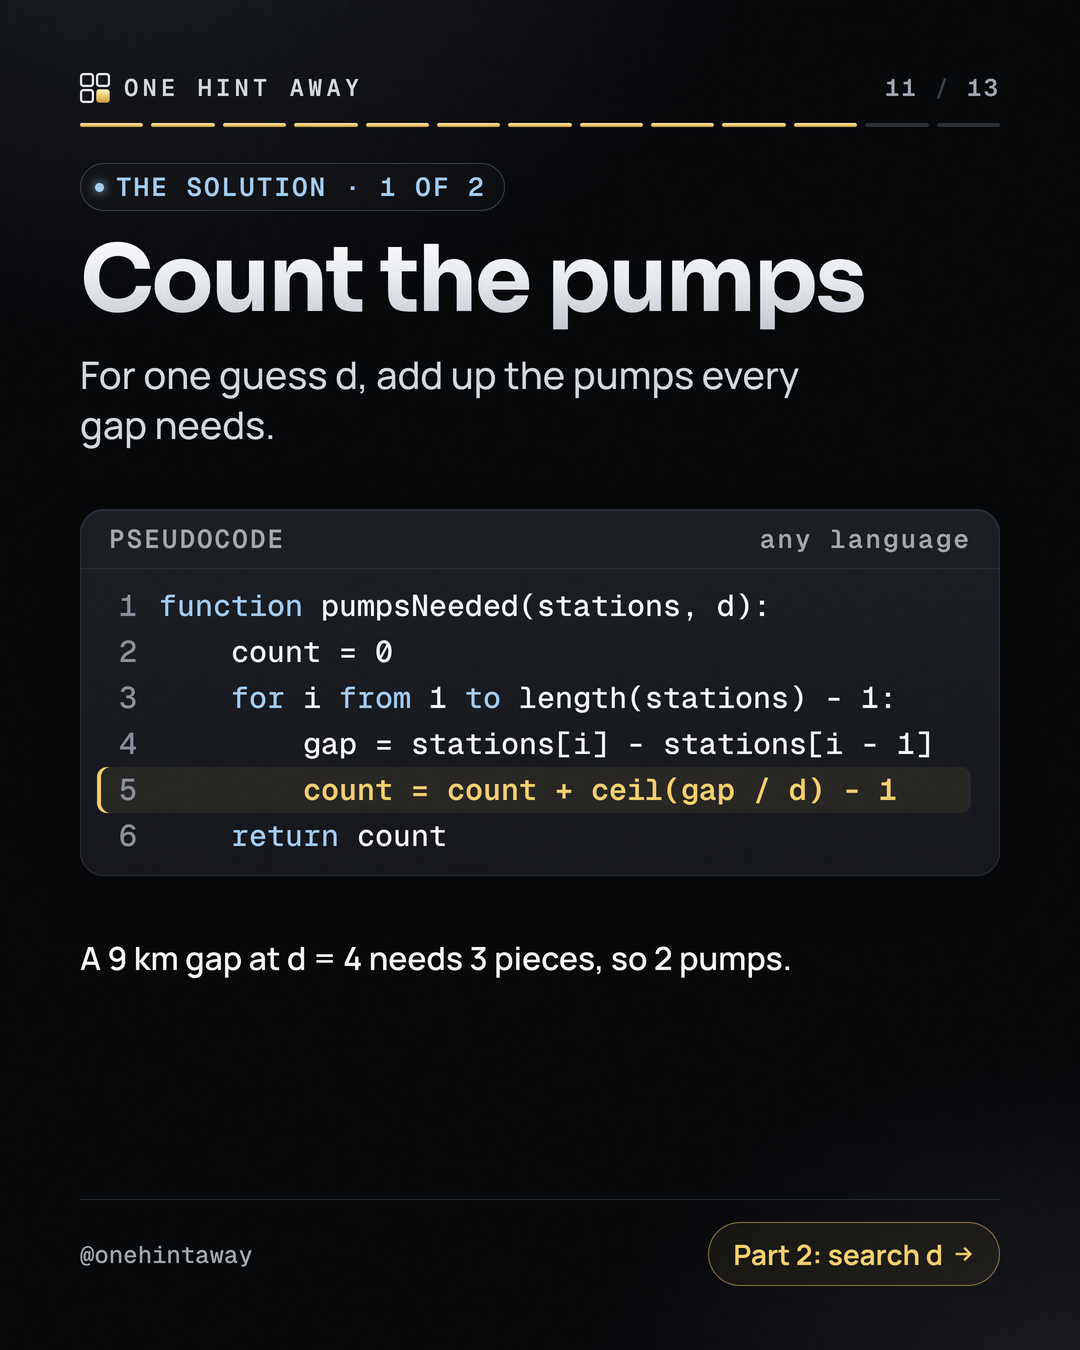 ONE HINT AWAY
11 / 13
THE SOLUTION · 1 OF 2
Count the pumps
For one guess d, add up the pumps every
gap needs.
PSEUDOCODE
any language
1 function pumpsNeeded(stations, d):
2     count = 0
3     for i from 1 to length(stations) - 1:
4         gap = stations[i] - stations[i - 1]
5         count = count + ceil(gap / d) - 1
6     return count
A 9 km gap at d = 4 needs 3 pieces, so 2 pumps.
@onehintaway
Part 2: search d →